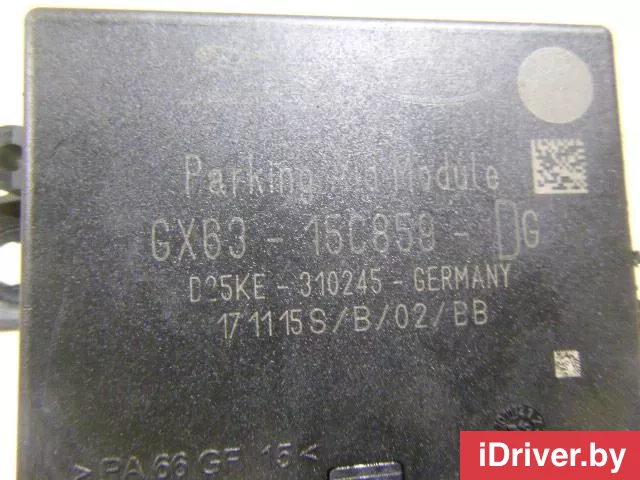 Parking Aid Module
GX63 - 15C859 - DG
D25KE - 310245 - GERMANY
171115S/B/02/BB
>PA 66 GF 15<
iDriver.by